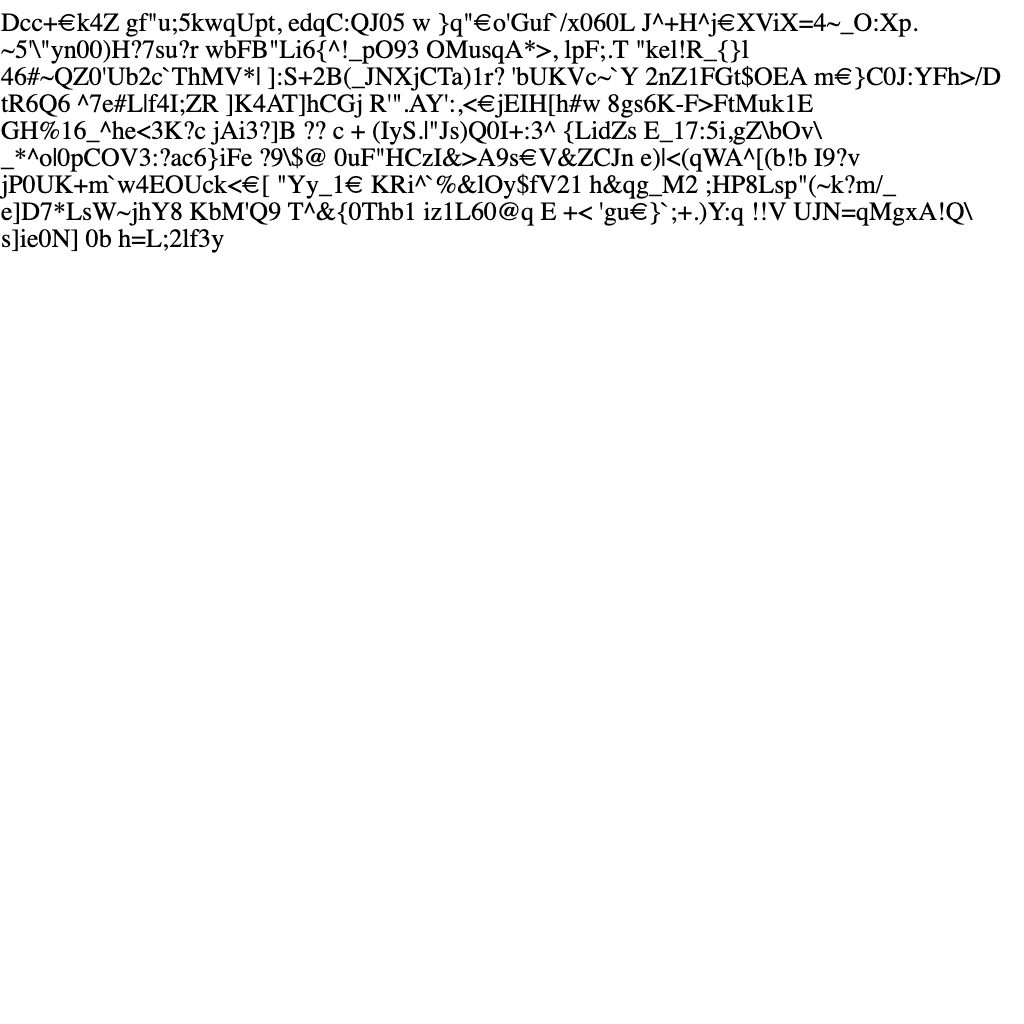 Dcc+€k4Z gf"u;5kwqUpt, edqC:QJ05 w }q"€o'Guf`/x060L J^+H^j€XViX=4~_O:Xp.
~5'\"yn00)H?7su?r wbFB"Li6{^!_pO93 OMusqA*>, lpF;.T "ke!!R_{}l
46#~QZ0'Ub2c`ThMV*| ]:S+2B(_JNXjCTa)1r? 'bUKVc~`Y 2nZ1FGt$OEA m€}C0J:YFh>/D
tR6Q6 ^7e#L|f4I;ZR ]K4AT]hCGj R'".AY':,<€jEIH[h#w 8gs6K-F>FtMuk1E
GH%16_^he<3K?c jAi3?]B ?? c + (IyS.l"Js)Q0I+:3^ {LidZs E_17:5i,gZ\bOv\
_*^o|0pCOV3:?ac6}iFe ?9\$@ 0uF"HCzI&>A9s€V&ZCJn e)|<(qWA^[(b!b I9?v
jP0UK+m`w4EOUck<€[ "Yy_1€ KRi^`%&lOy$fV21 h&qg_M2 ;HP8Lsp"(~k?m/_
e]D7*LsW~jhY8 KbM'Q9 T^&{0Thb1 iz1L60@q E +< 'gu€}`;+.)Y:q !!V UJN=qMgxA!Q\
s]ie0N] 0b h=L;2lf3y